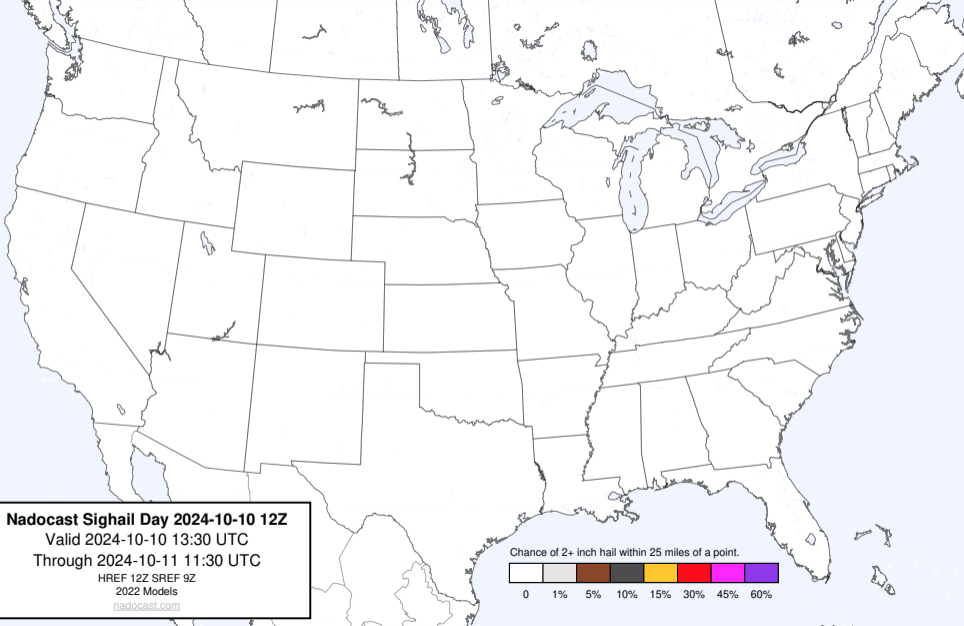 Nadocast Sighail Day 2024-10-10 12Z
Valid 2024-10-10 13:30 UTC
Through 2024-10-11 11:30 UTC
HREF 12Z SREF 9Z
2022 Models
nadocast.com
Chance of 2+ inch hail within 25 miles of a point.
0 1% 5% 10% 15% 30% 45% 60%